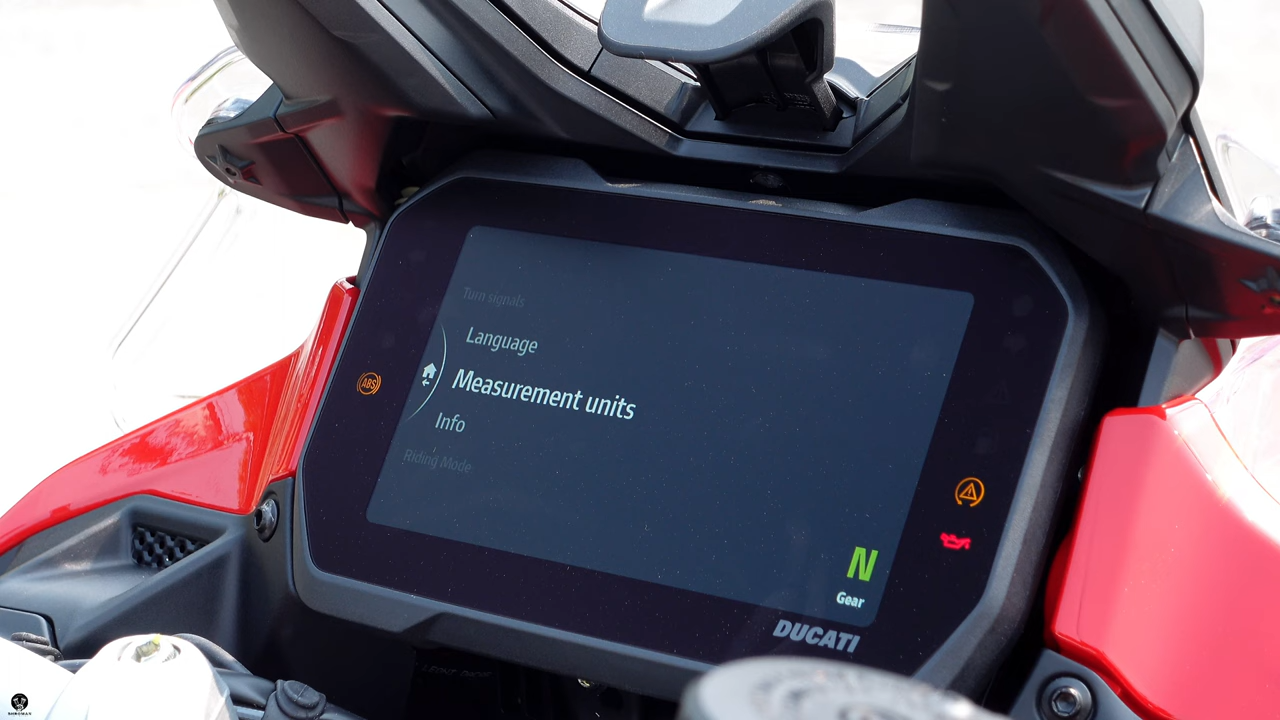 Turn signals
Language
Measurement units
Info
Riding Mode
ABS
N
Gear
DUCATI